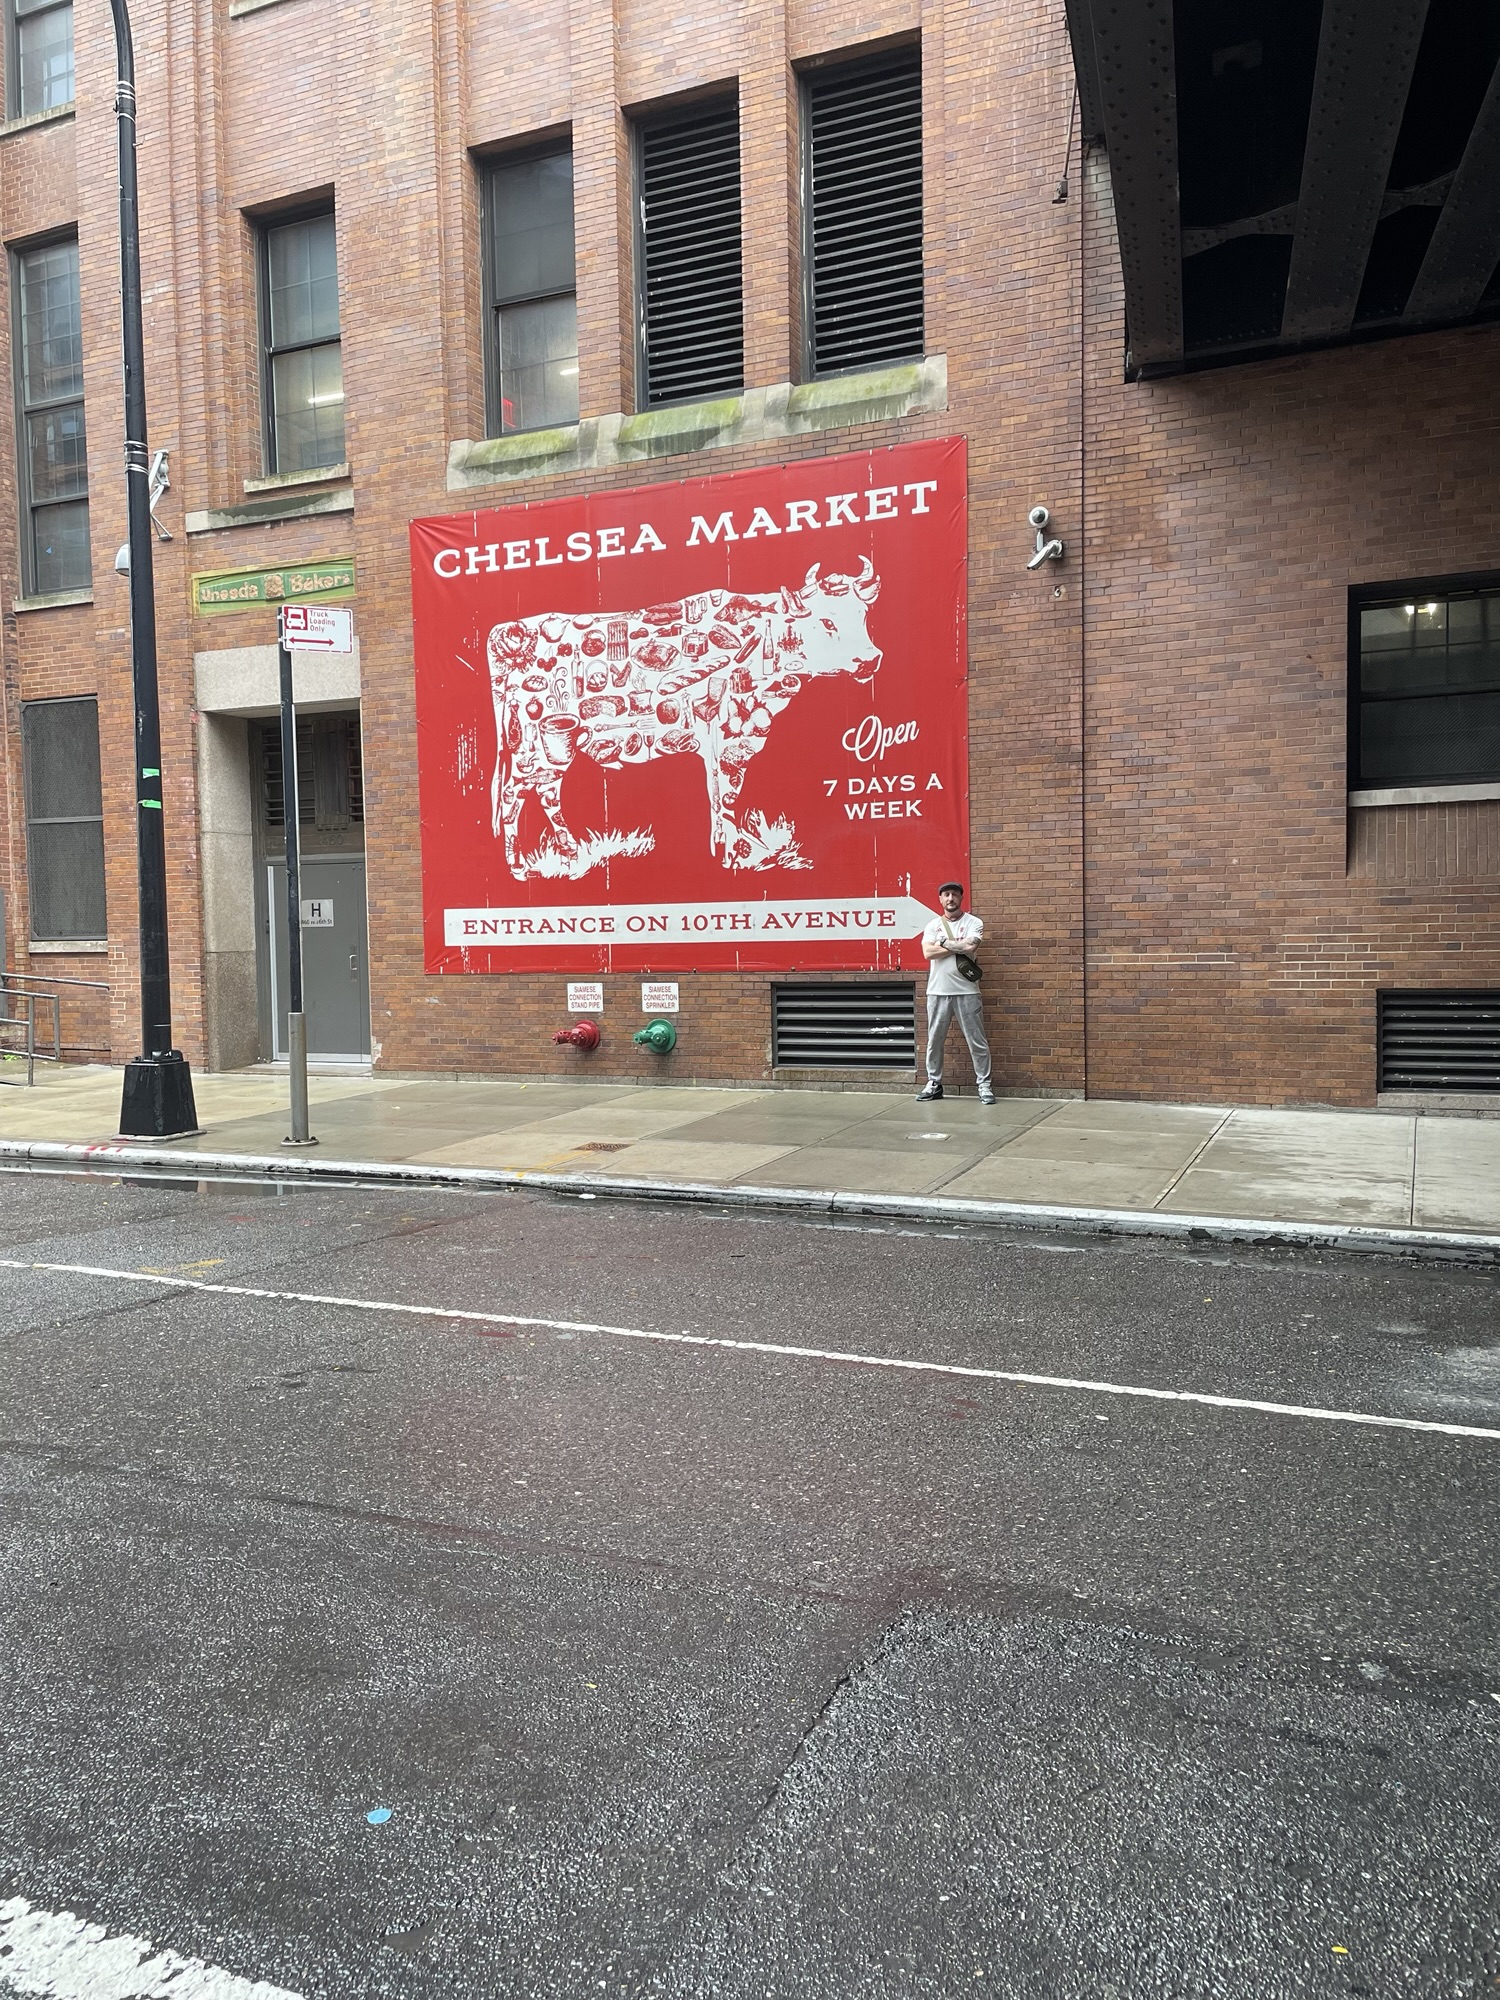 CHELSEA MARKET
Open
7 DAYS A
WEEK
ENTRANCE ON 10TH AVENUE
Uneeda Bakers
Truck
Loading
Only
H
SIAMESE
CONNECTION
STAND PIPE
SIAMESE
CONNECTION
SPRINKLER